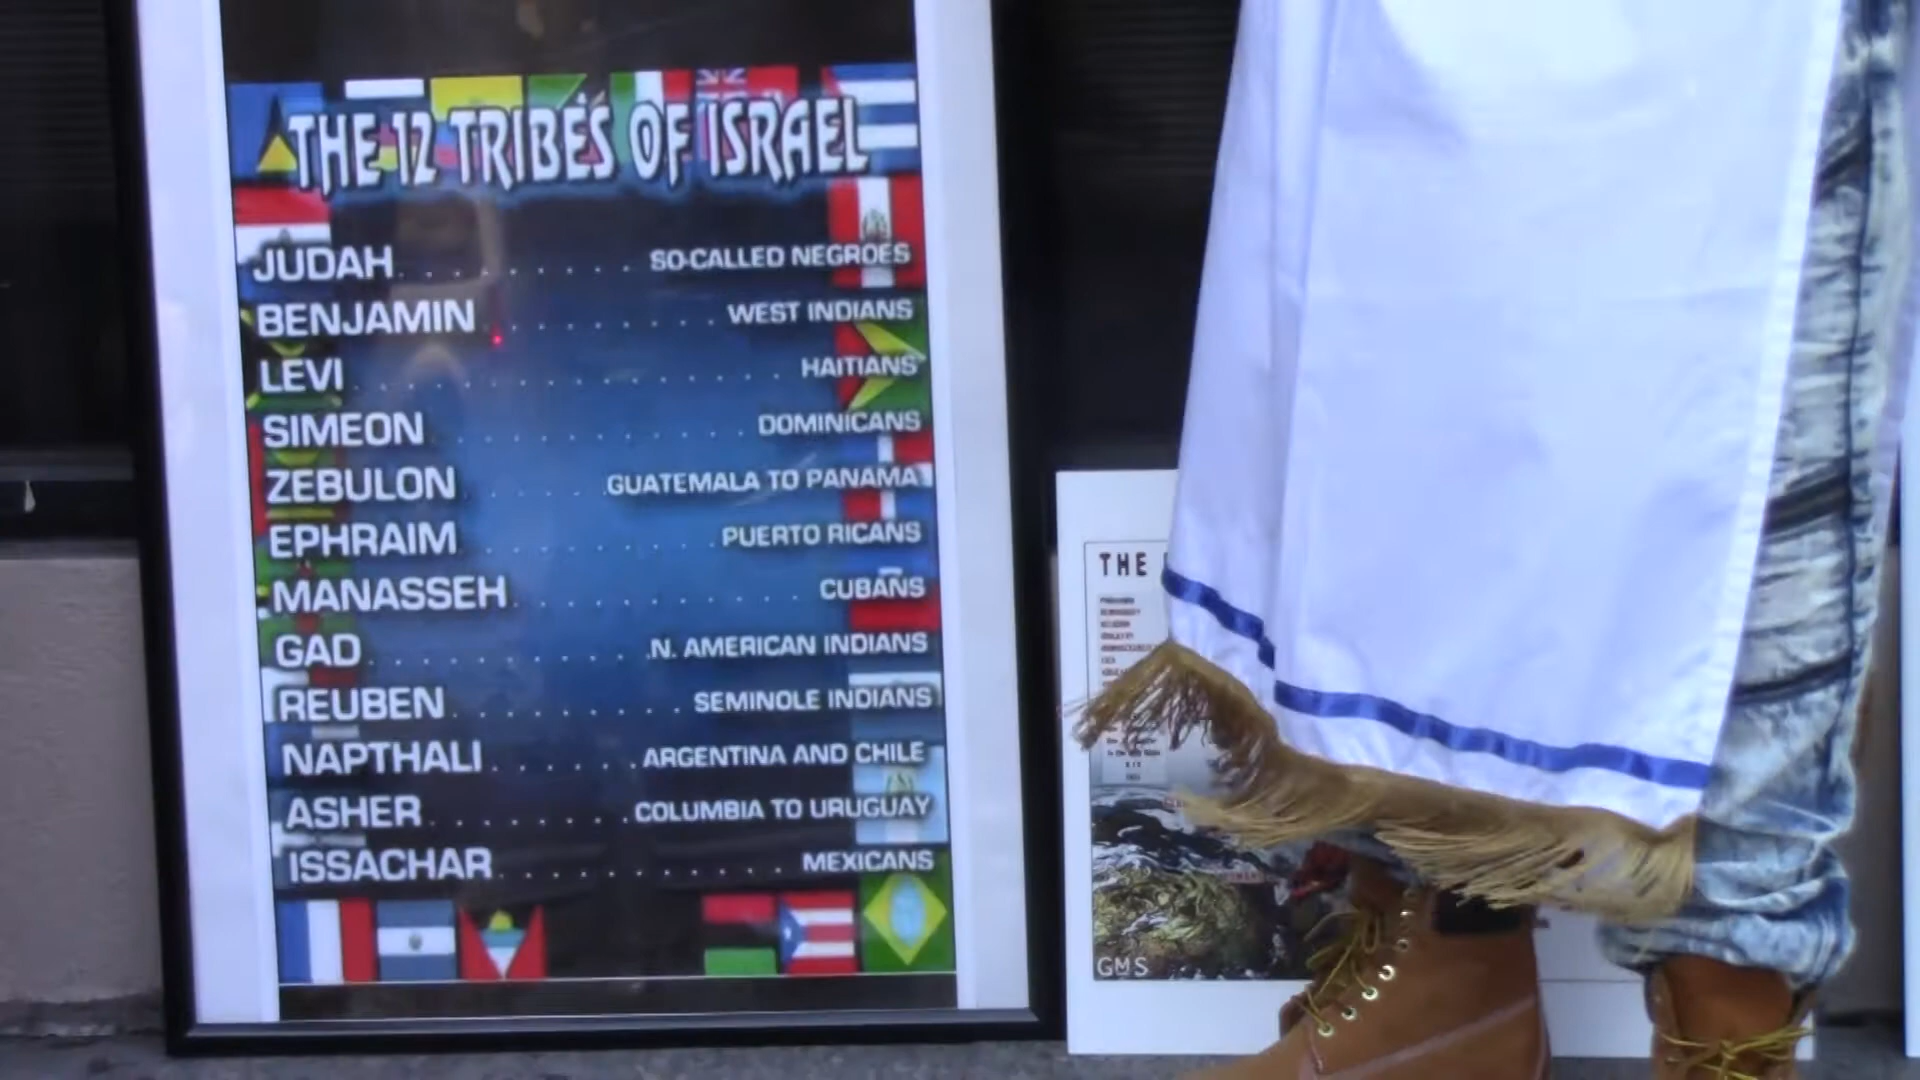 THE 12 TRIBES OF ISRAEL
JUDAH . . . . . . . . . . SO-CALLED NEGROES
BENJAMIN . . . . . . . . . WEST INDIANS
LEVI . . . . . . . . . . . . . . . . . HAITIANS
SIMEON . . . . . . . . . . . . DOMINICANS
ZEBULON . . . . . . GUATEMALA TO PANAMA
EPHRAIM . . . . . . . . . . PUERTO RICANS
MANASSEH . . . . . . . . . . . . CUBANS
GAD . . . . . . . . . . . N. AMERICAN INDIANS
REUBEN . . . . . . . . . SEMINOLE INDIANS
NAPTHALI . . . . . . ARGENTINA AND CHILE
ASHER . . . . . . . . COLUMBIA TO URUGUAY
ISSACHAR . . . . . . . . . . . MEXICANS
THE
GMS